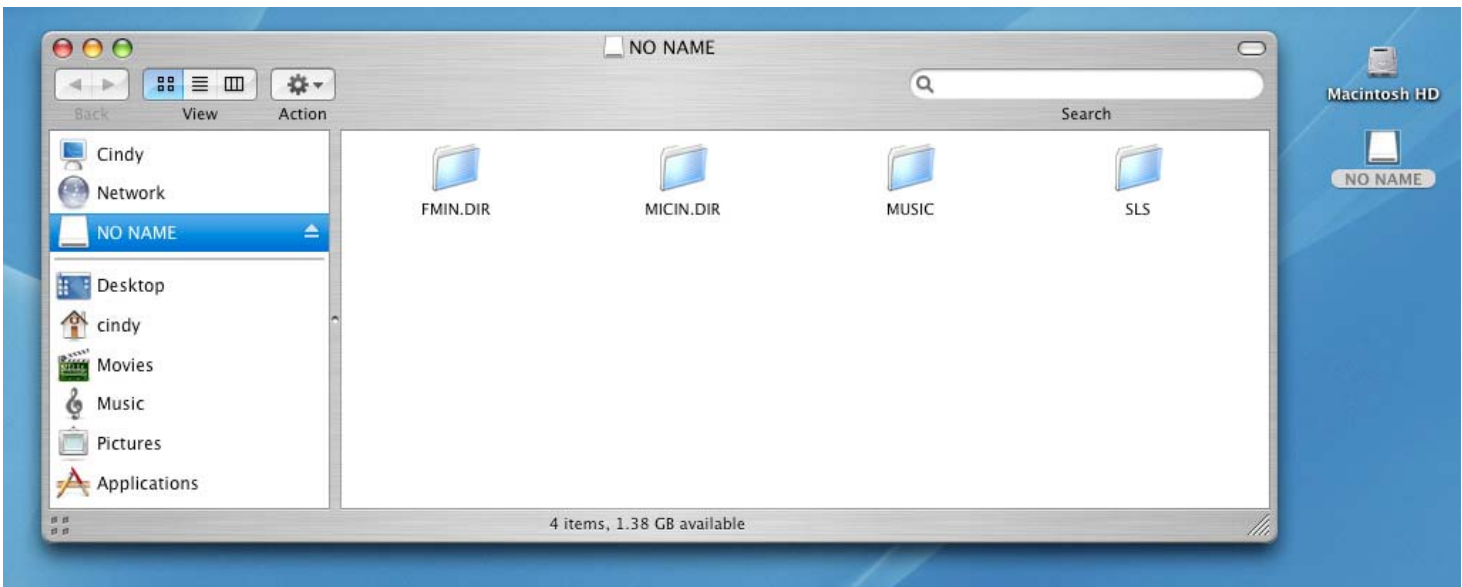 NO NAME
Back
View
Action
Search
Cindy
Network
NO NAME
Desktop
cindy
Movies
Music
Pictures
Applications
FMIN.DIR
MICIN.DIR
MUSIC
SLS
4 items, 1.38 GB available
Macintosh HD
NO NAME